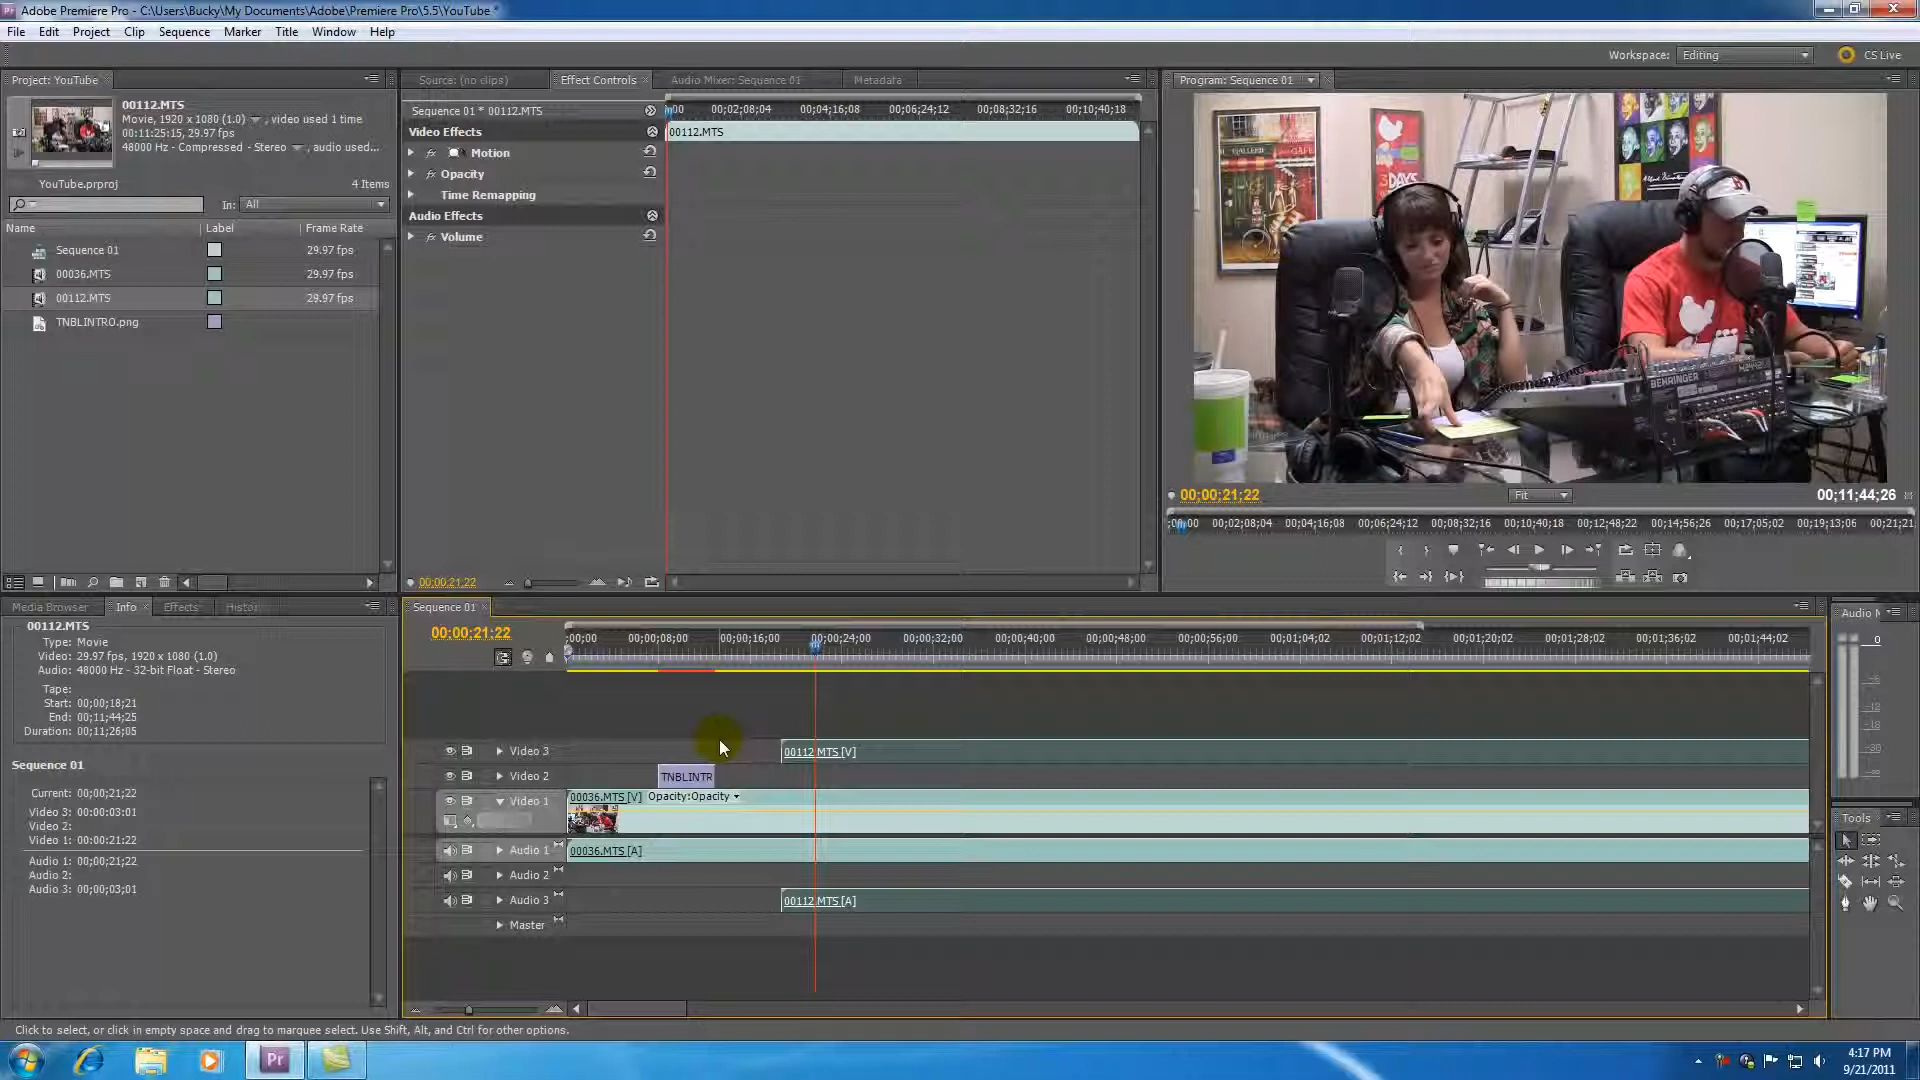 Adobe Premiere Pro - C:\Users\Bucky\My Documents\Adobe\Premiere Pro\5.5\YouTube *
File Edit Project Clip Sequence Marker Title Window Help
Workspace: Editing CS Live
Project: YouTube
00112.MTS
Movie, 1920 x 1080 (1.0) , video used 1 time
00:11:25:15, 29.97 fps
48000 Hz - Compressed - Stereo , audio used...
YouTube.prproj 4 Items
In: All
Name Label Frame Rate
Sequence 01 29.97 fps
00036.MTS 29.97 fps
00112.MTS 29.97 fps
TNBLINTRO.png
Source: (no clips) Effect Controls Audio Mixer: Sequence 01 Metadata
Sequence 01 * 00112.MTS
;00 00;02;08;04 00;04;16;08 00;06;24;12 00;08;32;16 00;10;40;18
Video Effects
00112.MTS
fx Motion
fx Opacity
Time Remapping
Audio Effects
fx Volume
00;00;21;22
Program: Sequence 01
GALLERIE
3 DAYS
BEHRINGER
00;00;21;22 Fit 00;11;44;26
;00;00 00;02;08;04 00;04;16;08 00;06;24;12 00;08;32;16 00;10;40;18 00;12;48;22 00;14;56;26 00;17;05;02 00;19;13;06 00;21;21
Media Browser Info Effects Histor
00112.MTS
Type: Movie
Video: 29.97 fps, 1920 x 1080 (1.0)
Audio: 48000 Hz - 32-bit Float - Stereo
Tape:
Start: 00;00;18;21
End: 00;11;44;25
Duration: 00;11;26;05
Sequence 01
Current: 00;00;21;22
Video 3: 00:00:03:01
Video 2:
Video 1: 00:00:21:22
Audio 1: 00;00;21;22
Audio 2:
Audio 3: 00;00;03;01
Sequence 01
00;00;21;22
;00;00 00;00;08;00 00;00;16;00 00;00;24;00 00;00;32;00 00;00;40;00 00;00;48;00 00;00;56;00 00;01;04;02 00;01;12;02 00;01;20;02 00;01;28;02 00;01;36;02 00;01;44;02
Video 3 00112.MTS [V]
Video 2 TNBLINTR
Video 1 00036.MTS [V] Opacity:Opacity
Audio 1 00036.MTS [A]
Audio 2
Audio 3 00112.MTS [A]
Master
Audio M
0
-6
-12
-18
-30
Tools
Click to select, or click in empty space and drag to marquee select. Use Shift, Alt, and Ctrl for other options.
Pr
4:17 PM
9/21/2011